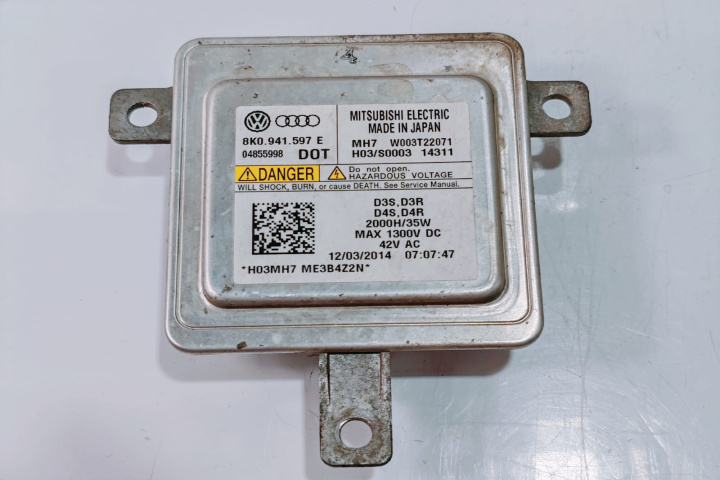 MITSUBISHI ELECTRIC
MADE IN JAPAN
8K0.941.597 E
04855998 DOT
MH7 W003T22071
H03/S0003 14311
DANGER
Do not open.
HAZARDOUS VOLTAGE
WILL SHOCK, BURN, or cause DEATH. See Service Manual.
D3S,D3R
D4S,D4R
2000H/35W
MAX 1300V DC
42V AC
12/03/2014 07:07:47
*H03MH7 ME3B4Z2N*